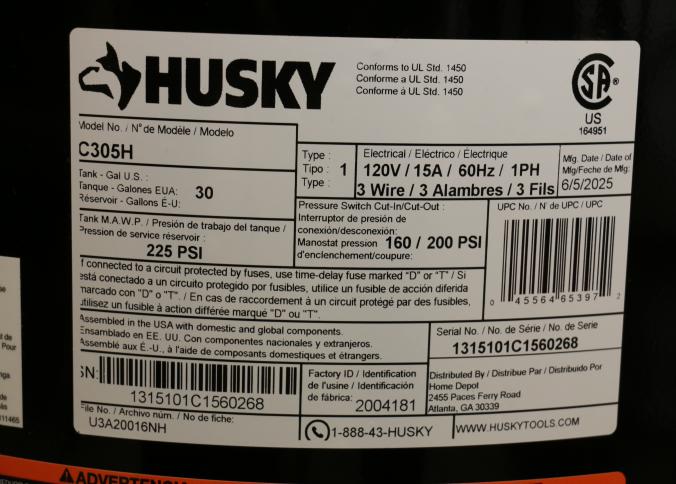 HUSKY
Conforms to UL Std. 1450
Conforme a UL Std. 1450
Conforme à UL Std. 1450
SA®
US
164951
Model No. / N° de Modèle / Modelo
C305H
Tank - Gal U.S. :
Tanque - Galones EUA: 30
Réservoir - Gallons É-U:
Type :
Tipo : 1
Type :
Electrical / Eléctrico / Électrique
120V / 15A / 60Hz / 1PH
3 Wire / 3 Alambres / 3 Fils
Mfg. Date / Date of
Mfg/Feche de Mfg:
6/5/2025
Tank M.A.W.P. / Presión de trabajo del tanque /
Pression de service réservoir :
225 PSI
Pressure Switch Cut-In/Cut-Out :
Interruptor de presión de
conexión/desconexión:
Manostat pression 160 / 200 PSI
d'enclenchement/coupure:
UPC No. / N° de UPC / UPC
0 45564 65397 2
If connected to a circuit protected by fuses, use time-delay fuse marked "D" or "T" / Si
está conectado a un circuito protegido por fusibles, utilice un fusible de acción diferida
marcado con "D" o "T". / En cas de raccordement à un circuit protégé par des fusibles,
utilisez un fusible à action différée marqué "D" ou "T".
Assembled in the USA with domestic and global components.
Ensamblado en EE. UU. Con componentes nacionales y extranjeros.
Assemblé aux É.-U., à l'aide de composants domestiques et étrangers.
Serial No. / No. de Série / No. de Serie
1315101C1560268
SN:
1315101C1560268
Factory ID / Identification
de l'usine / Identificación
de fábrica: 2004181
Distributed By / Distribue Par / Distribuido Por
Home Depot
2455 Paces Ferry Road
Atlanta, GA 30339
File No. / Archivo núm. / No de fiche:
U3A20016NH
1-888-43-HUSKY
WWW.HUSKYTOOLS.COM
ADVERTENCIA